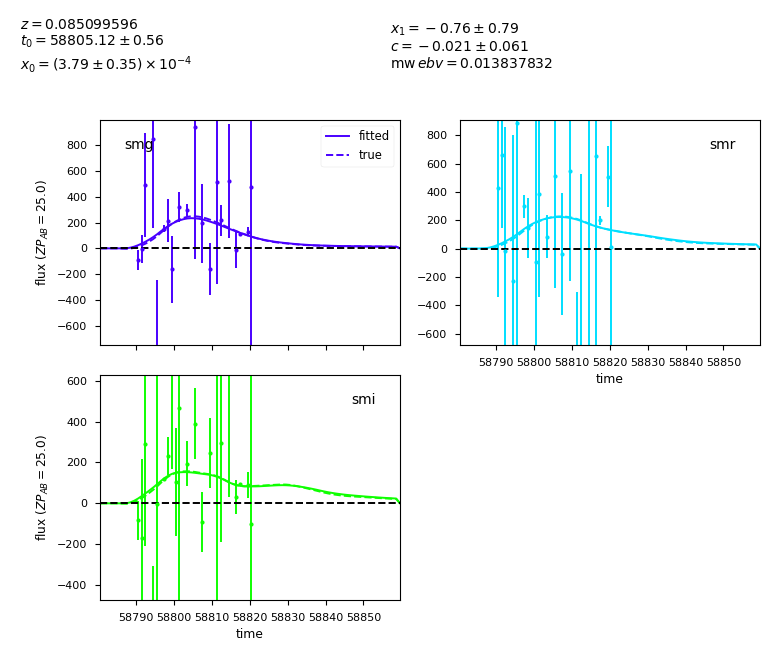 z = 0.085099596
t0 = 58805.12 ± 0.56
x0 = (3.79 ± 0.35) × 10^−4
x1 = −0.76 ± 0.79
c = −0.021 ± 0.061
mw ebv = 0.013837832
smg
fitted
true
800
600
400
200
0
−200
−400
−600
flux (ZP_AB = 25.0)
smr
800
600
400
200
0
−200
−400
−600
58790 58800 58810 58820 58830 58840 58850
time
smi
600
400
200
0
−200
−400
flux (ZP_AB = 25.0)
58790 58800 58810 58820 58830 58840 58850
time